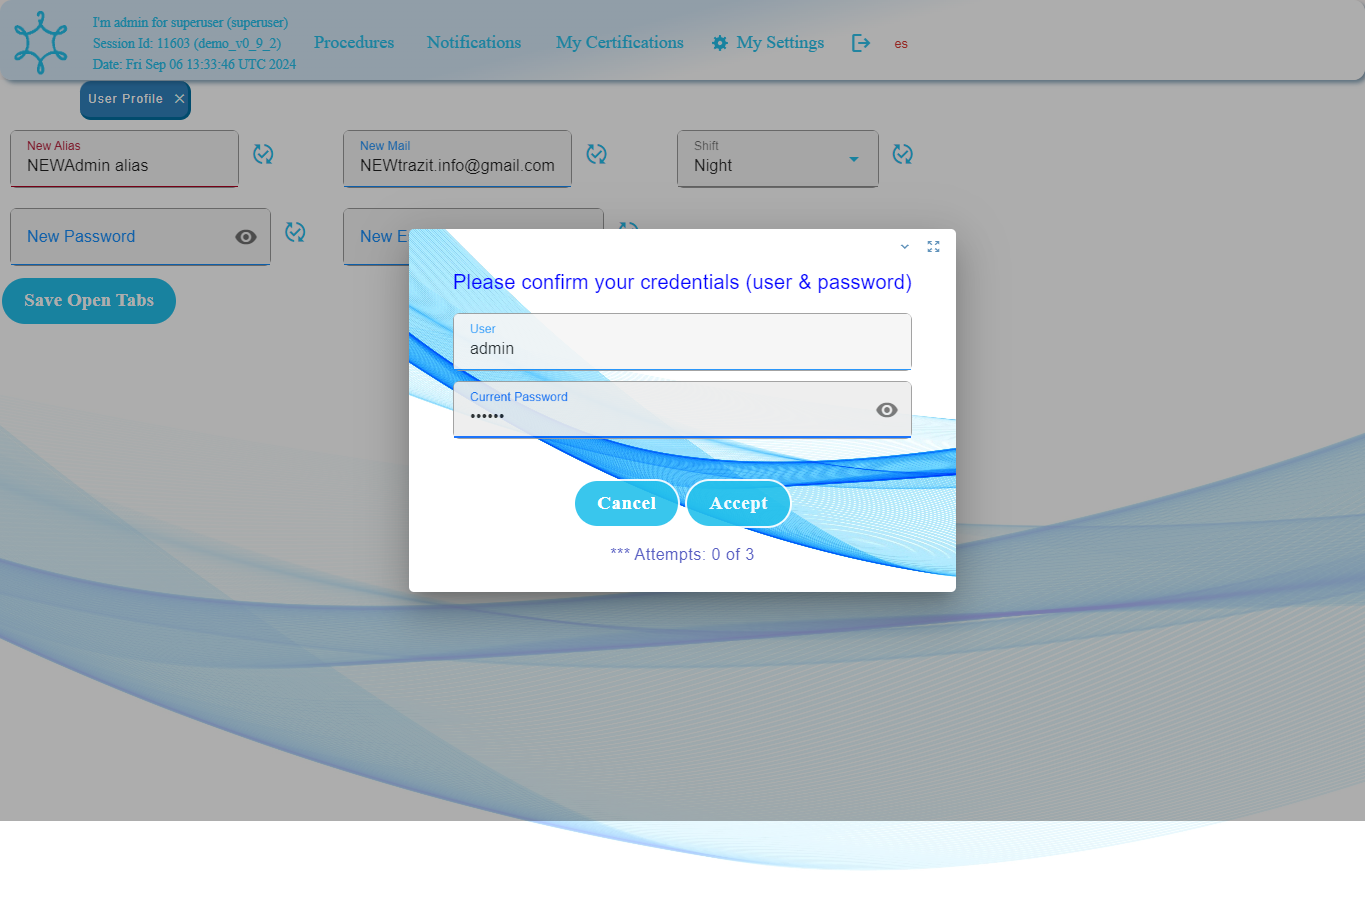 I'm admin for superuser (superuser)
Session Id: 11603 (demo_v0_9_2)
Date: Fri Sep 06 13:33:46 UTC 2024
Procedures
Notifications
My Certifications
My Settings
es
User Profile
New Alias
NEWAdmin alias
New Mail
NEWtrazit.info@gmail.com
Shift
Night
New Password
New E
Save Open Tabs
Please confirm your credentials (user & password)
User
admin
Current Password
••••••
Cancel
Accept
*** Attempts: 0 of 3